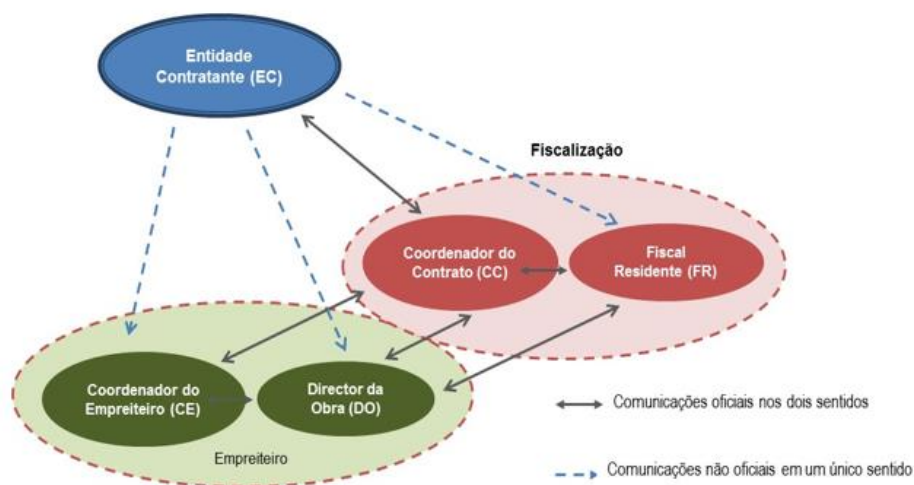 Entidade
Contratante (EC)
Fiscalização
Coordenador do
Contrato (CC)
Fiscal
Residente (FR)
Coordenador do
Empreiteiro (CE)
Director da
Obra (DO)
Empreiteiro
Comunicações oficiais nos dois sentidos
Comunicações não oficiais em um único sentido